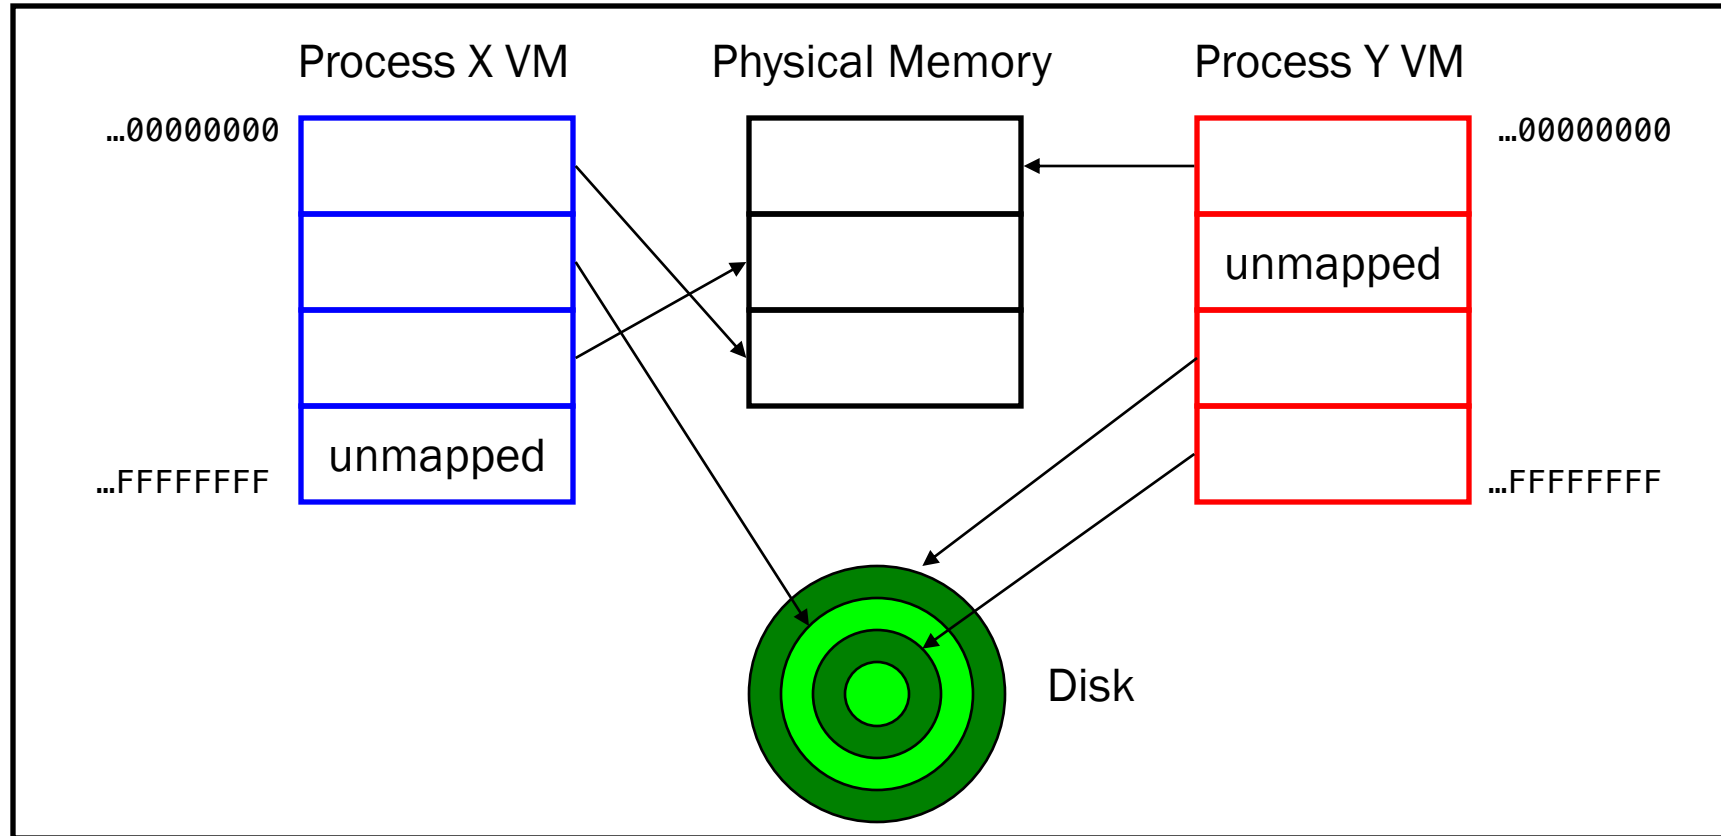 Process X VM
Physical Memory
Process Y VM
…00000000
…00000000
unmapped
unmapped
…FFFFFFFF
…FFFFFFFF
Disk